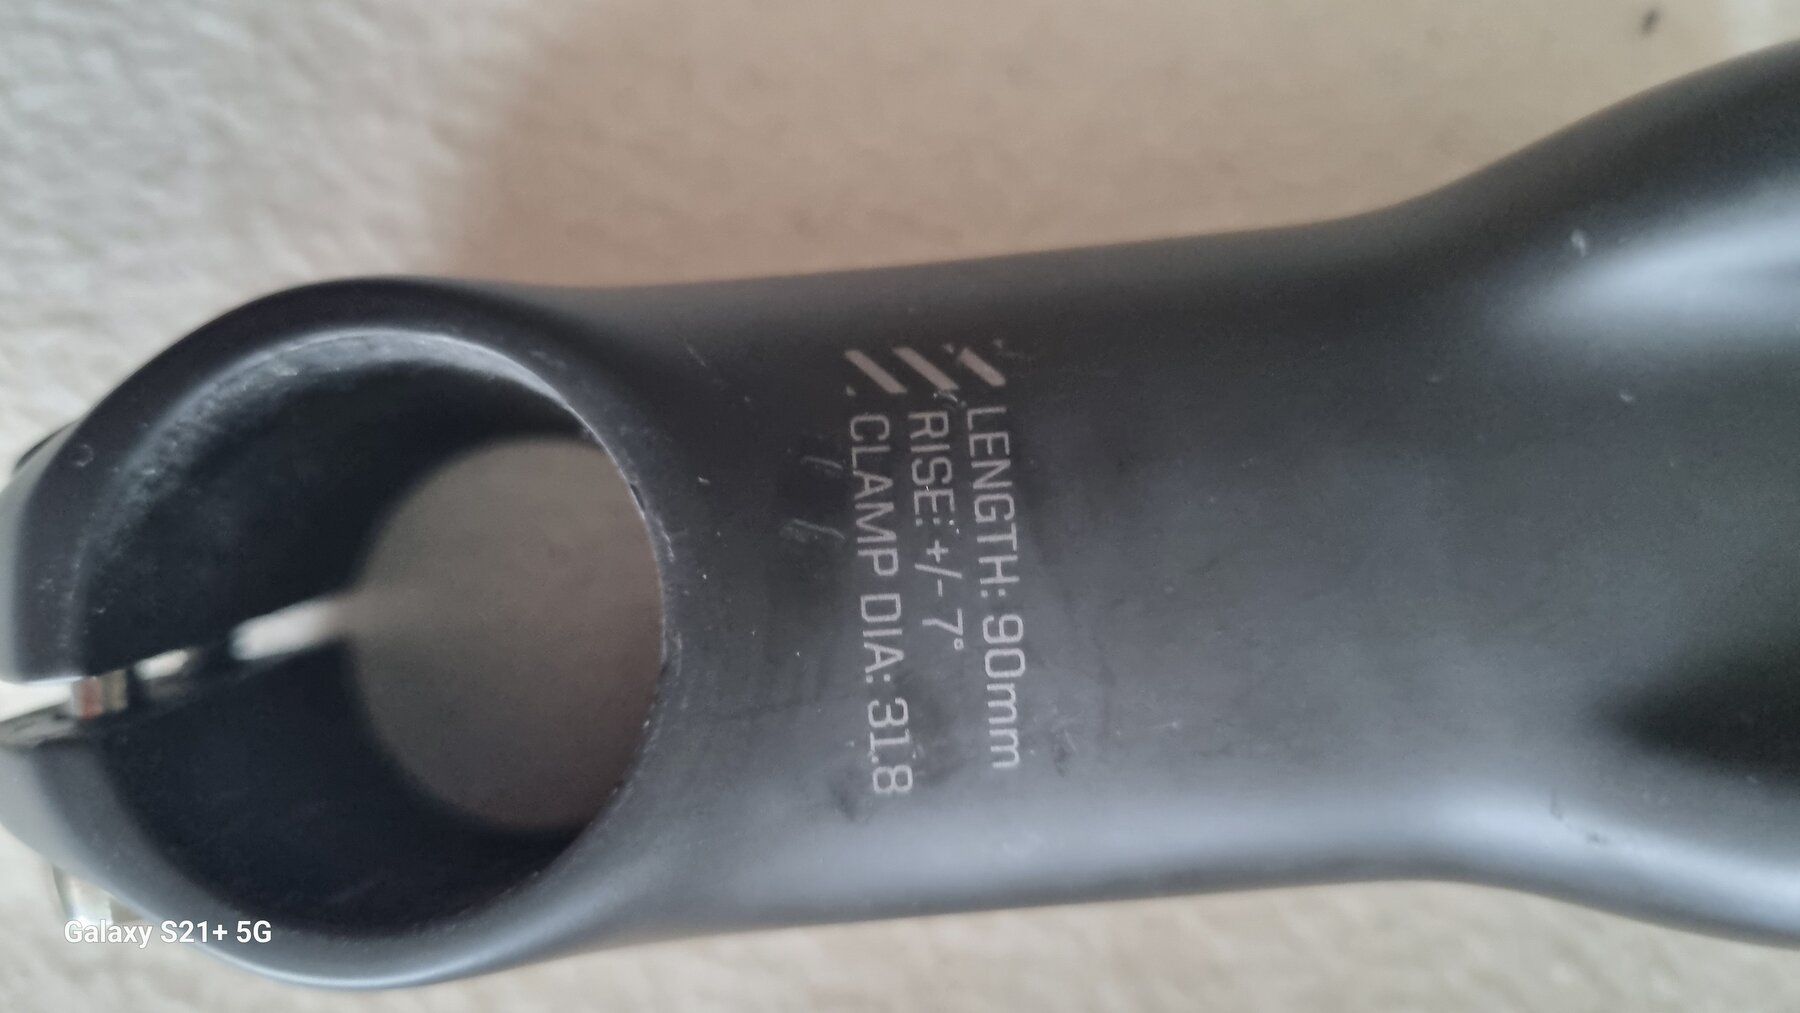 LENGTH: 90mm
RISE: +/- 7°
CLAMP DIA: 31.8
Galaxy S21+ 5G